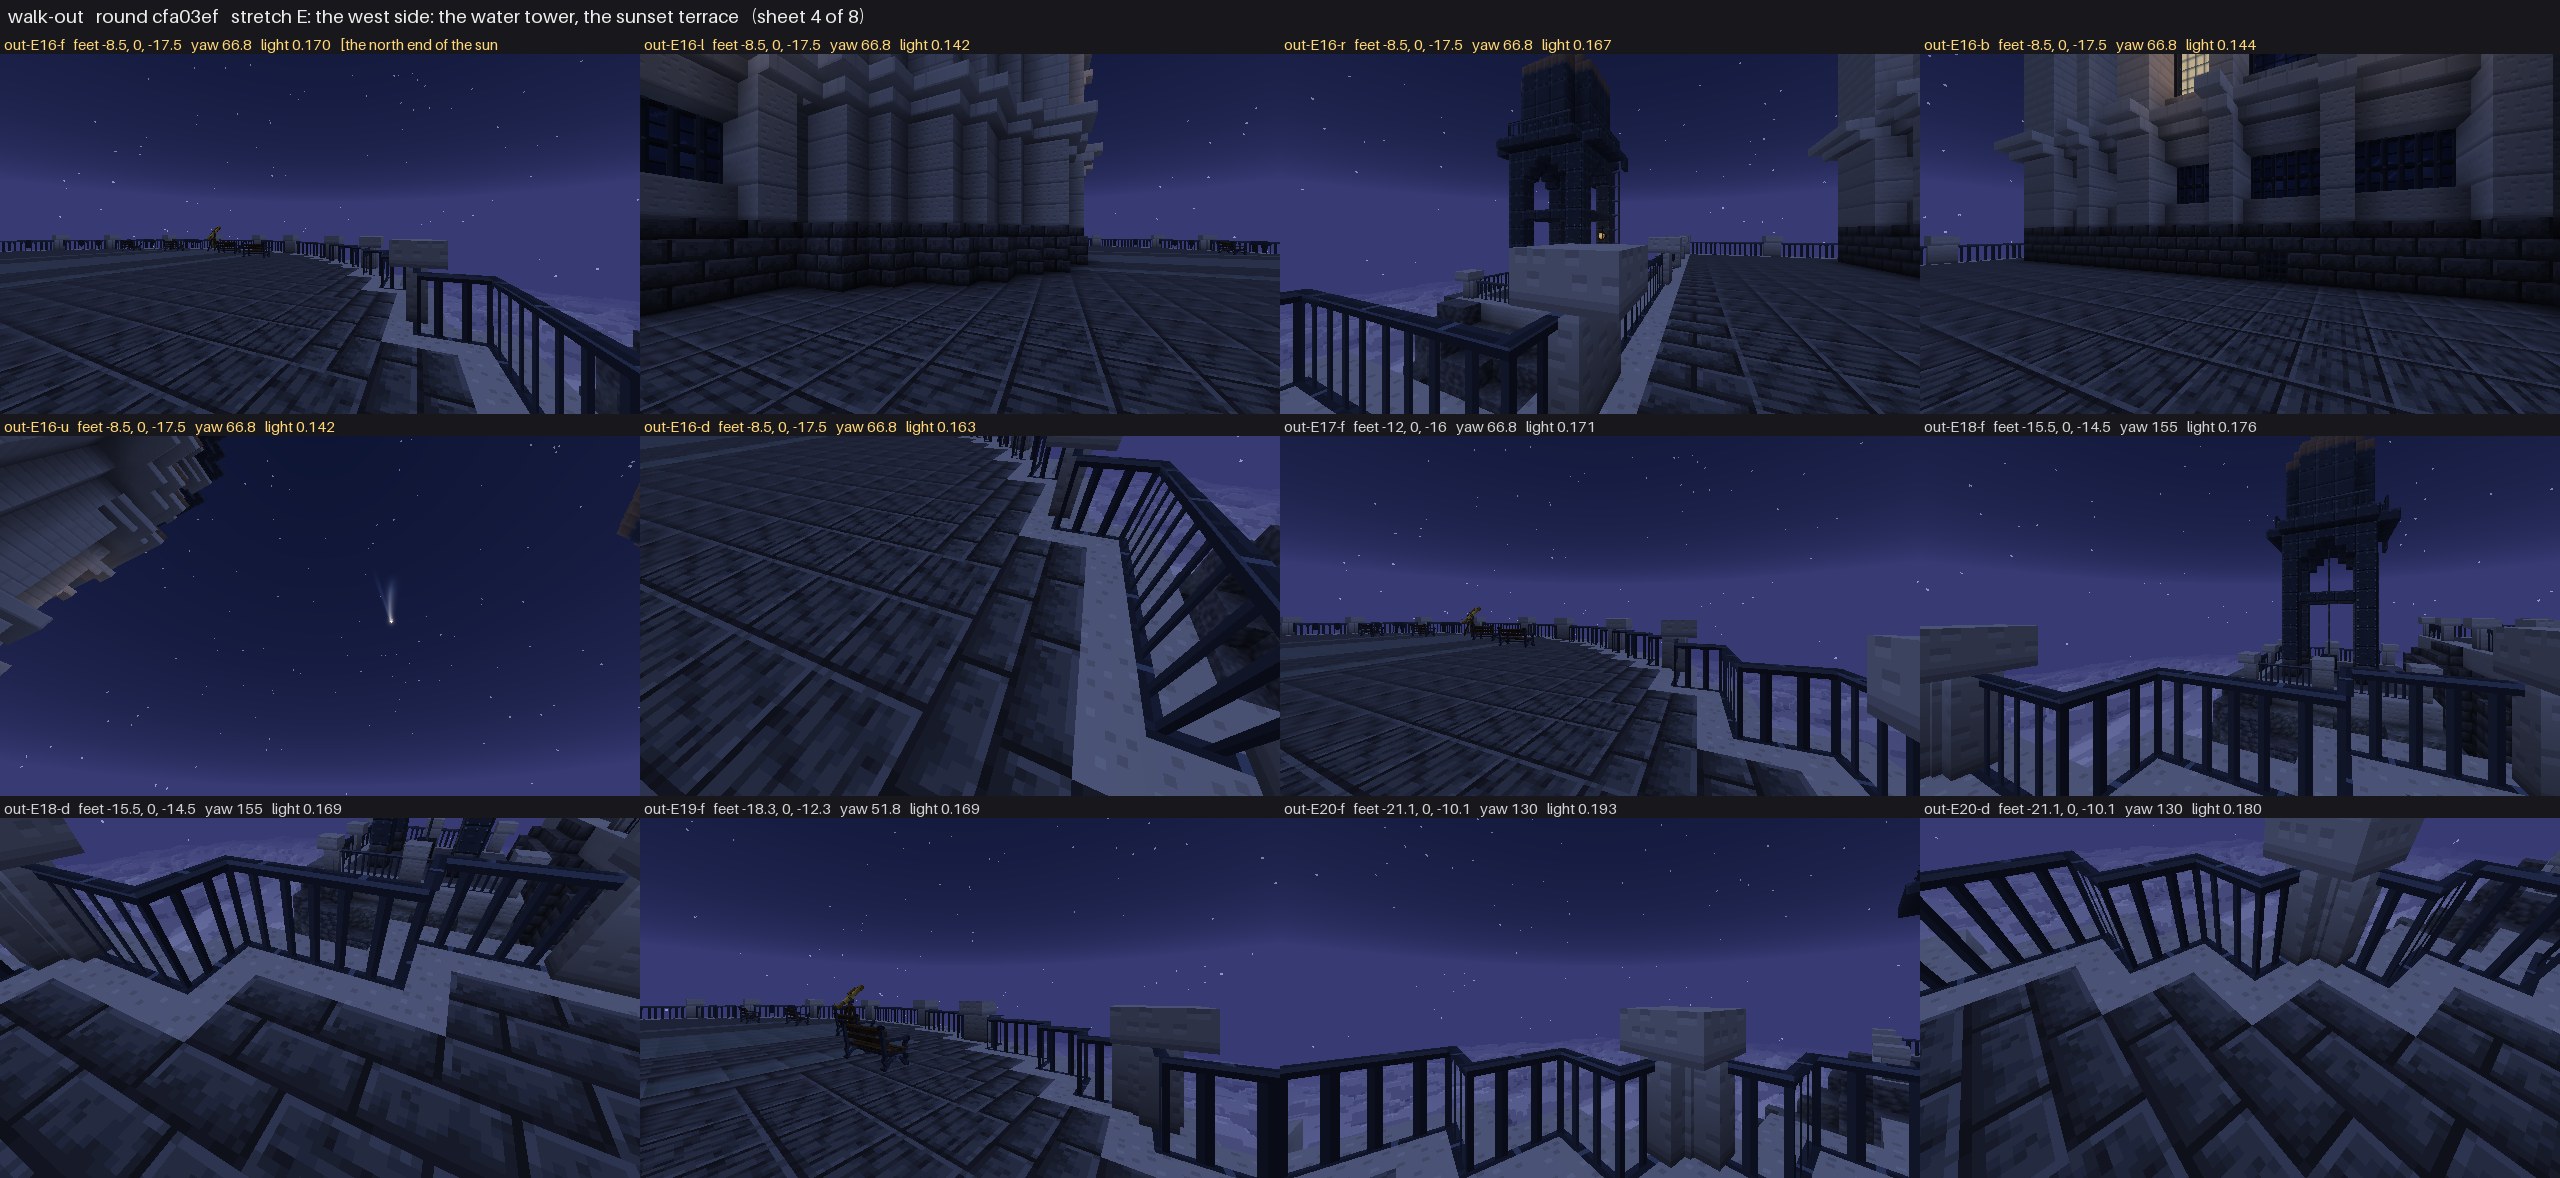 walk-out round cfa03ef stretch E: the west side: the water tower, the sunset terrace (sheet 4 of 8)
out-E16-f feet -8.5, 0, -17.5 yaw 66.8 light 0.170 [the north end of the sun
out-E16-l feet -8.5, 0, -17.5 yaw 66.8 light 0.142
out-E16-r feet -8.5, 0, -17.5 yaw 66.8 light 0.167
out-E16-b feet -8.5, 0, -17.5 yaw 66.8 light 0.144
out-E16-u feet -8.5, 0, -17.5 yaw 66.8 light 0.142
out-E16-d feet -8.5, 0, -17.5 yaw 66.8 light 0.163
out-E17-f feet -12, 0, -16 yaw 66.8 light 0.171
out-E18-f feet -15.5, 0, -14.5 yaw 155 light 0.176
out-E18-d feet -15.5, 0, -14.5 yaw 155 light 0.169
out-E19-f feet -18.3, 0, -12.3 yaw 51.8 light 0.169
out-E20-f feet -21.1, 0, -10.1 yaw 130 light 0.193
out-E20-d feet -21.1, 0, -10.1 yaw 130 light 0.180